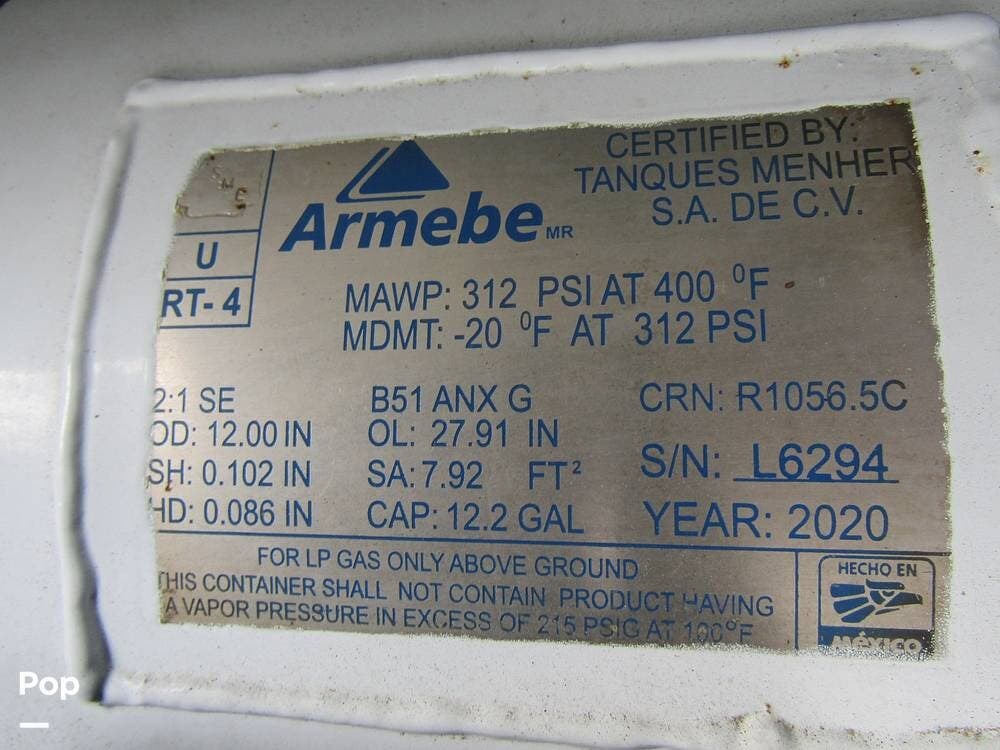 CERTIFIED BY:
TANQUES MENHER
S.A. DE C.V.
Armebe MR
U
RT- 4
MAWP: 312 PSI AT 400 ⁰F
MDMT: -20 ⁰F AT 312 PSI
2:1 SE B51 ANX G CRN: R1056.5C
OD: 12.00 IN OL: 27.91 IN
SH: 0.102 IN SA: 7.92 FT² S/N: L6294
HD: 0.086 IN CAP: 12.2 GAL YEAR: 2020
FOR LP GAS ONLY ABOVE GROUND
THIS CONTAINER SHALL NOT CONTAIN PRODUCT HAVING
A VAPOR PRESSURE IN EXCESS OF 215 PSIG AT 100°F
HECHO EN
MéXICO
Pop